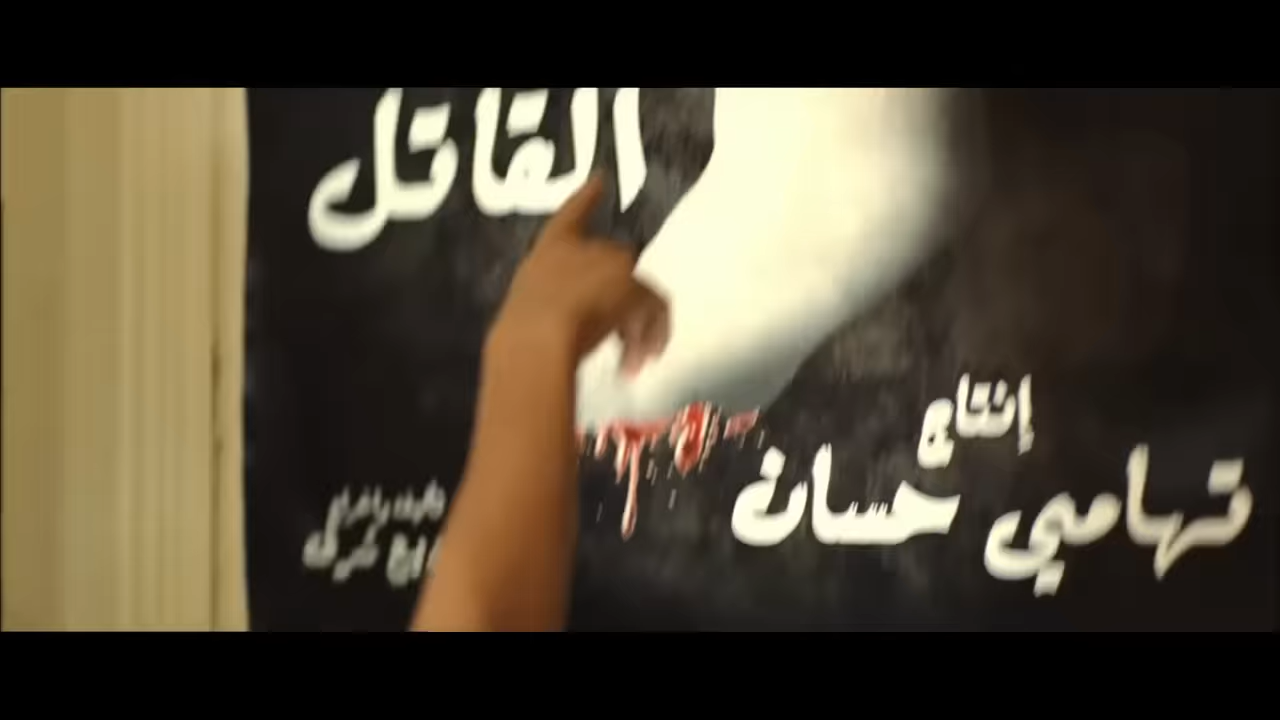 القاتل
إنتاج
تهامي حسان